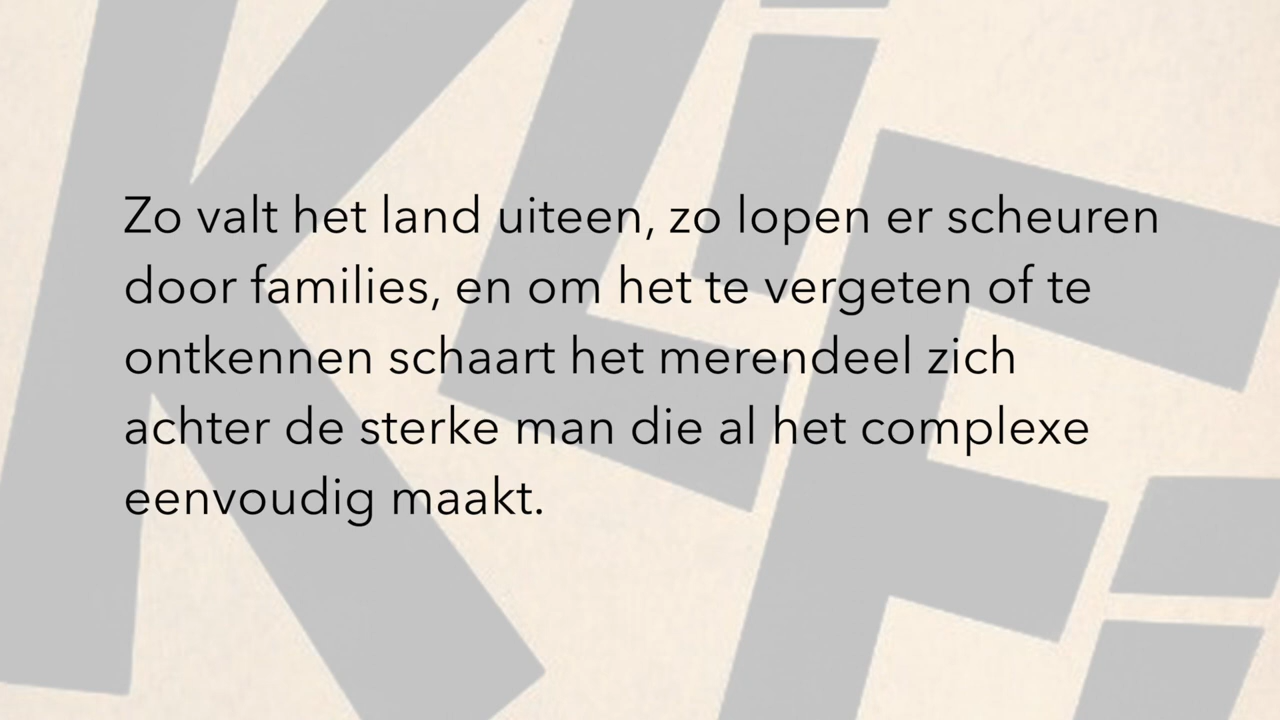 KLiFi
Zo valt het land uiteen, zo lopen er scheuren
door families, en om het te vergeten of te
ontkennen schaart het merendeel zich
achter de sterke man die al het complexe
eenvoudig maakt.